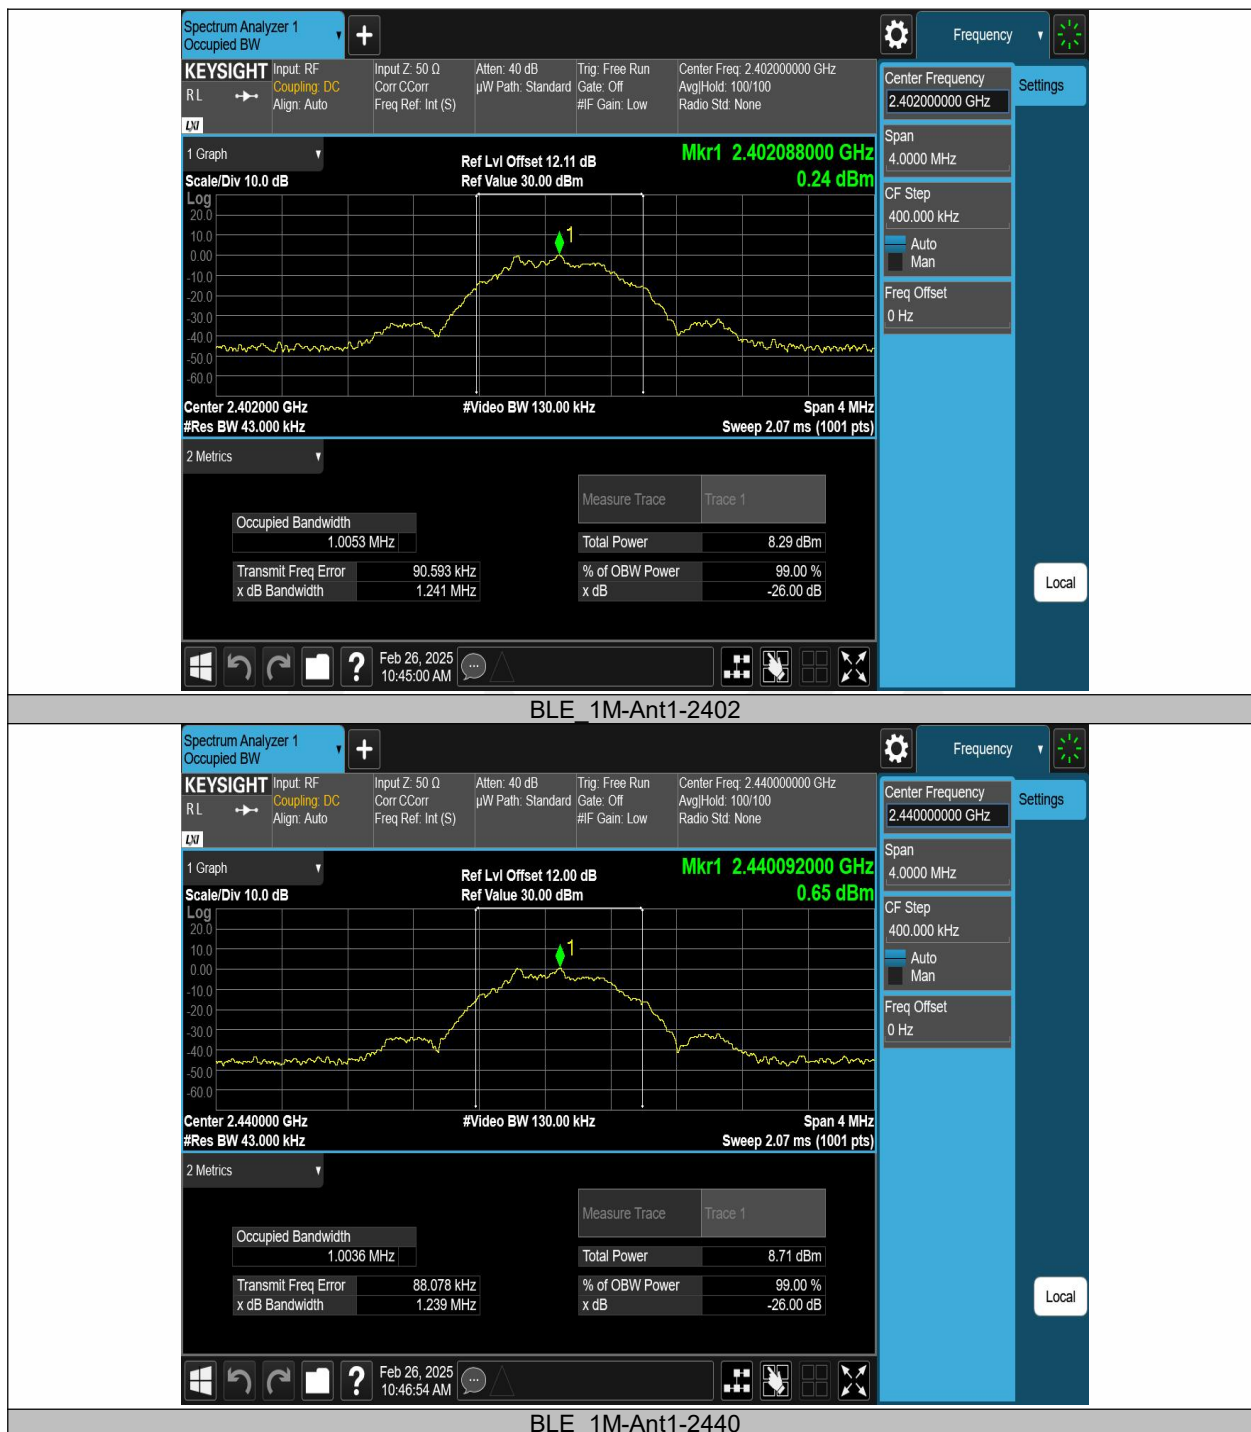 Spectrum Analyzer 1
Occupied BW
Frequency
KEYSIGHT
RL
LXI
Input: RF
Coupling: DC
Align: Auto
Input Z: 50 Ω
Corr CCorr
Freq Ref: Int (S)
Atten: 40 dB
µW Path: Standard
Trig: Free Run
Gate: Off
#IF Gain: Low
Center Freq: 2.402000000 GHz
Avg|Hold: 100/100
Radio Std: None
Center Frequency
2.402000000 GHz
Settings
Span
4.0000 MHz
CF Step
400.000 kHz
Auto
Man
Freq Offset
0 Hz
Local
1 Graph
Scale/Div 10.0 dB
Ref Lvl Offset 12.11 dB
Ref Value 30.00 dBm
Mkr1 2.402088000 GHz
0.24 dBm
Log
20.0
10.0
0.00
-10.0
-20.0
-30.0
-40.0
-50.0
-60.0
1
Center 2.402000 GHz
#Res BW 43.000 kHz
#Video BW 130.00 kHz
Span 4 MHz
Sweep 2.07 ms (1001 pts)
2 Metrics
Measure Trace Trace 1
Occupied Bandwidth
1.0053 MHz
Total Power 8.29 dBm
Transmit Freq Error 90.593 kHz
% of OBW Power 99.00 %
x dB Bandwidth 1.241 MHz
x dB -26.00 dB
Feb 26, 2025
10:45:00 AM
BLE_1M-Ant1-2402
Spectrum Analyzer 1
Occupied BW
Frequency
KEYSIGHT
RL
LXI
Input: RF
Coupling: DC
Align: Auto
Input Z: 50 Ω
Corr CCorr
Freq Ref: Int (S)
Atten: 40 dB
µW Path: Standard
Trig: Free Run
Gate: Off
#IF Gain: Low
Center Freq: 2.440000000 GHz
Avg|Hold: 100/100
Radio Std: None
Center Frequency
2.440000000 GHz
Settings
Span
4.0000 MHz
CF Step
400.000 kHz
Auto
Man
Freq Offset
0 Hz
Local
1 Graph
Scale/Div 10.0 dB
Ref Lvl Offset 12.00 dB
Ref Value 30.00 dBm
Mkr1 2.440092000 GHz
0.65 dBm
Log
20.0
10.0
0.00
-10.0
-20.0
-30.0
-40.0
-50.0
-60.0
1
Center 2.440000 GHz
#Res BW 43.000 kHz
#Video BW 130.00 kHz
Span 4 MHz
Sweep 2.07 ms (1001 pts)
2 Metrics
Measure Trace Trace 1
Occupied Bandwidth
1.0036 MHz
Total Power 8.71 dBm
Transmit Freq Error 88.078 kHz
% of OBW Power 99.00 %
x dB Bandwidth 1.239 MHz
x dB -26.00 dB
Feb 26, 2025
10:46:54 AM
BLE_1M-Ant1-2440